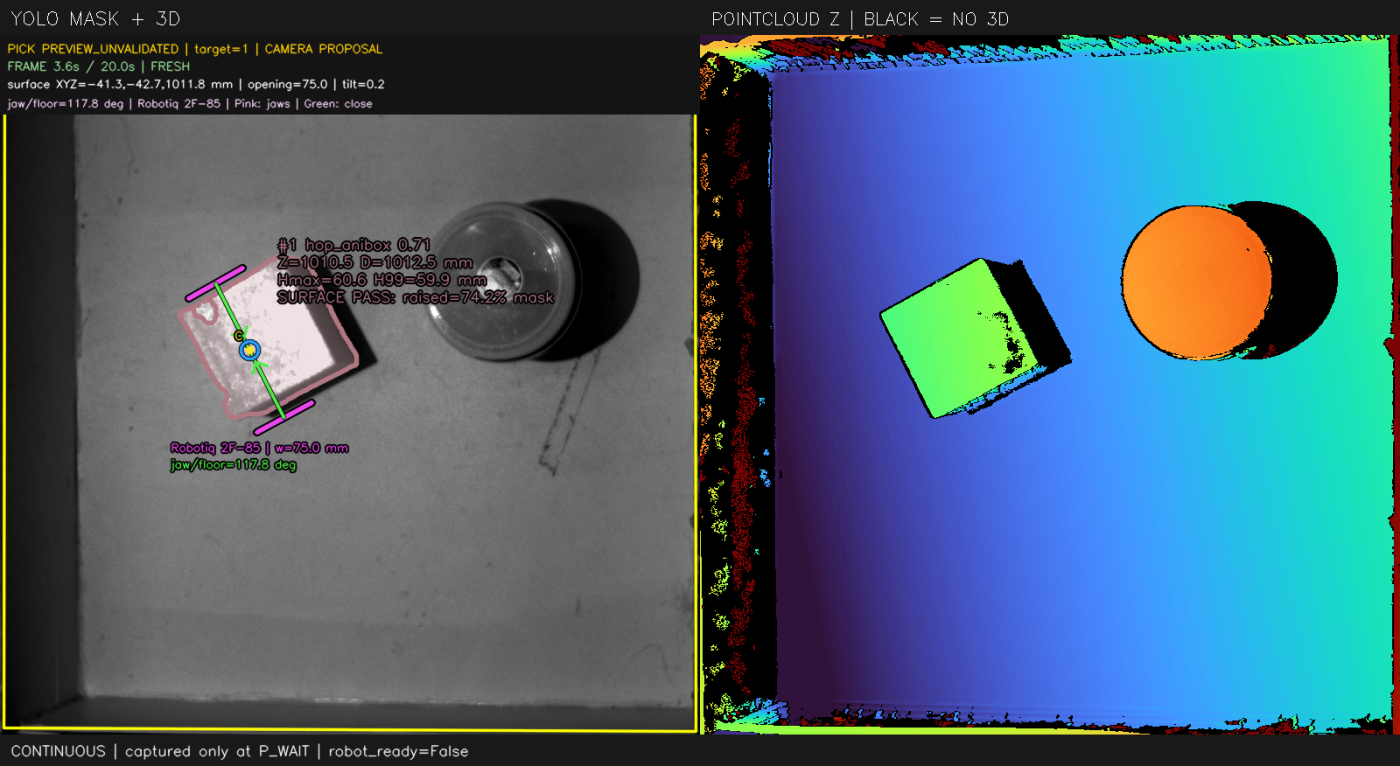 YOLO MASK + 3D
POINTCLOUD Z | BLACK = NO 3D
PICK PREVIEW_UNVALIDATED | target=1 | CAMERA PROPOSAL
FRAME 3.6s / 20.0s | FRESH
surface XYZ=-41.3,-42.7,1011.8 mm | opening=75.0 | tilt=0.2
jaw/floor=117.8 deg | Robotiq 2F-85 | Pink: jaws | Green: close
#1 hop_anibox 0.71
Z=1010.5 D=1012.5 mm
Hmax=60.6 H99=59.9 mm
SURFACE PASS: raised=74.2% mask
C
Robotiq 2F-85 | w=75.0 mm
jaw/floor=117.8 deg
CONTINUOUS | captured only at P_WAIT | robot_ready=False